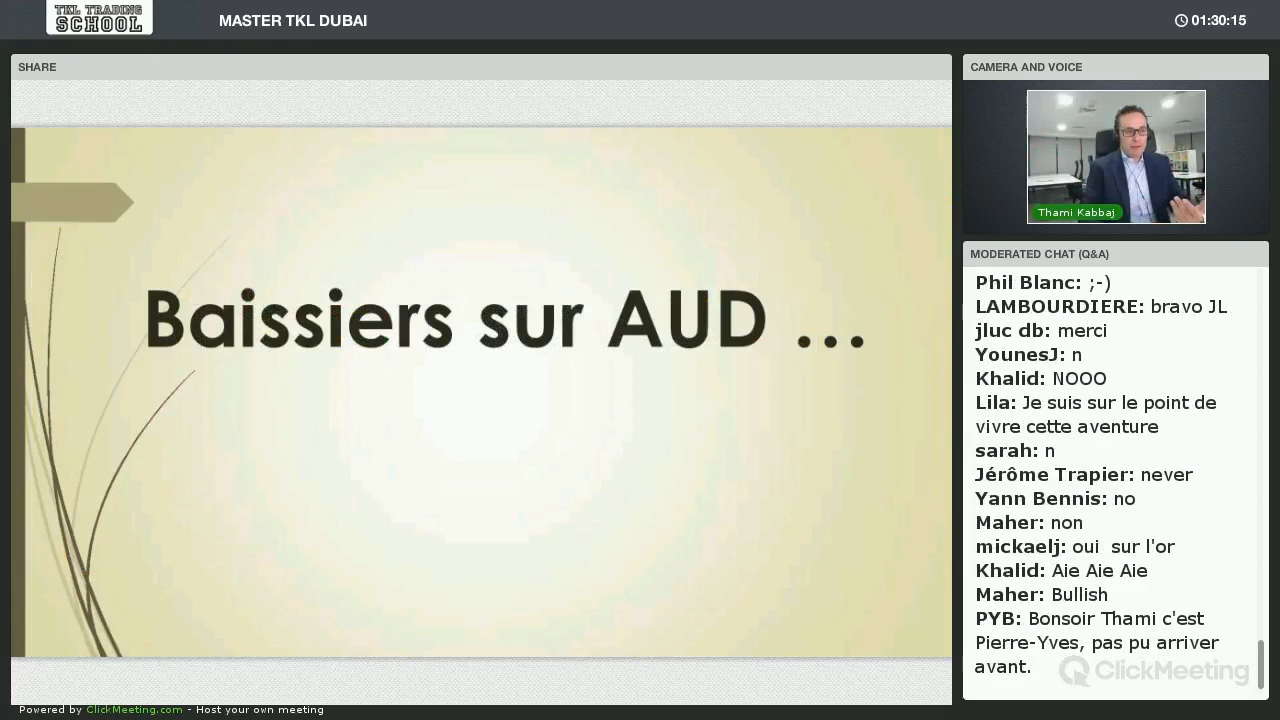 TKL TRADING
SCHOOL
MASTER TKL DUBAI
01:30:15
SHARE
Baissiers sur AUD ...
CAMERA AND VOICE
Thami Kabbaj
MODERATED CHAT (Q&A)
Phil Blanc: ;-)
LAMBOURDIERE: bravo JL
jluc db: merci
YounesJ: n
Khalid: NOOO
Lila: Je suis sur le point de
vivre cette aventure
sarah: n
Jérôme Trapier: never
Yann Bennis: no
Maher: non
mickaelj: oui  sur l'or
Khalid: Aie Aie Aie
Maher: Bullish
PYB: Bonsoir Thami c'est
Pierre-Yves, pas pu arriver
avant.
ClickMeeting
Powered by ClickMeeting.com - Host your own meeting